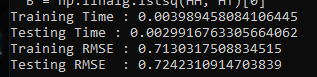 B = np.linalg.lstsq(HH, HT)[0]
Training Time : 0.003989458084106445
Testing Time : 0.0029916763305664062
Training RMSE : 0.7130317508834515
Testing RMSE  : 0.7242310914703839